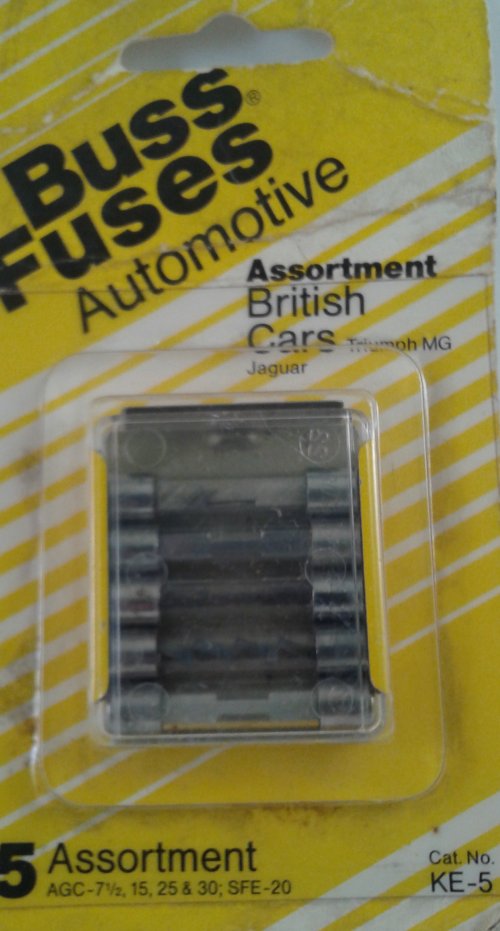 Buss®
Fuses
Automotive
Assortment
British
Cars Triumph MG
Jaguar
5 Assortment
AGC-7½, 15, 25 & 30; SFE-20
Cat. No.
KE-5